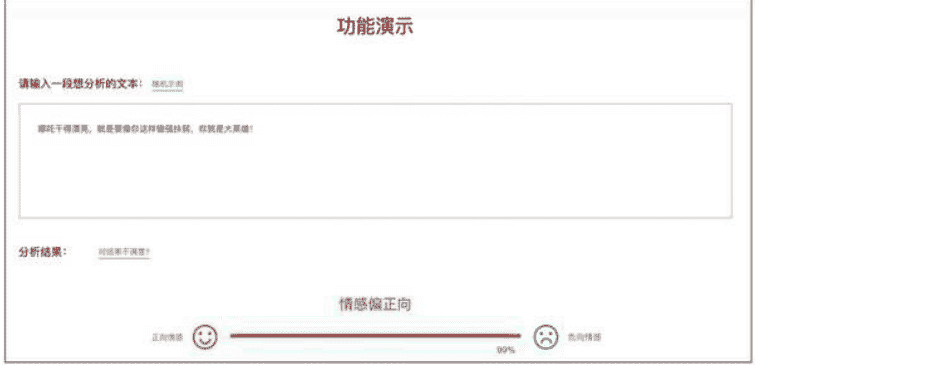 功能演示
请输入一段想分析的文本: 随机示例
哪吒干得漂亮,就是要像你这样锄强扶弱,你就是大英雄!
分析结果: 对结果不满意?
情感偏正向
正向情感 负向情感
99%